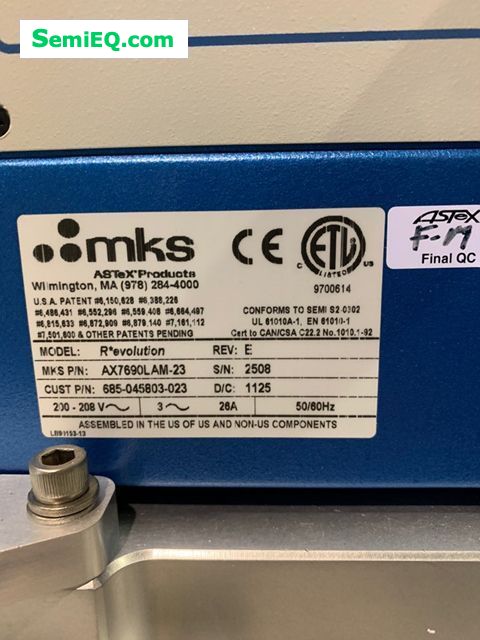 SemiEQ.com
mks
ASTeX® Products
Wilmington, MA (978) 284-4000
CE
C ETL US
LISTED
9700614
ASTeX
F-19
Final QC
U.S.A. PATENT #6,150,628 #6,388,226
#6,486,431 #6,552,296 #6,559,408 #6,664,497
#6,815,633 #6,872,909 #6,879,140 #7,161,112
#7,501,600 & OTHER PATENTS PENDING
CONFORMS TO SEMI S2-0302
UL 61010A-1, EN 61010-1
Cert to CAN/CSA C22.2 No.1010.1-92
MODEL: R*evolution REV: E
MKS P/N: AX7690LAM-23 S/N: 2508
CUST P/N: 685-045803-023 D/C: 1125
200 - 208 V~ 3~ 26A 50/60Hz
ASSEMBLED IN THE US OF US AND NON-US COMPONENTS